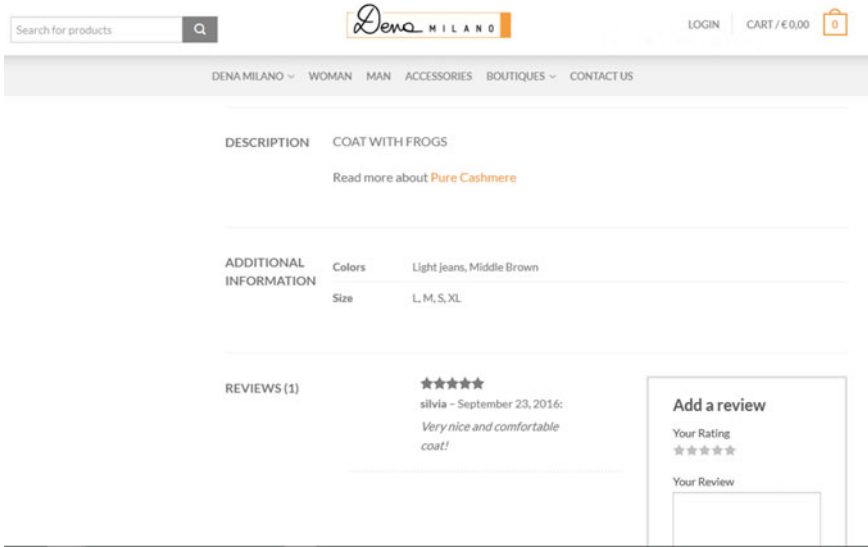 Search for products
Dena MILANO
LOGIN
CART / € 0,00
0
DENA MILANO
WOMAN
MAN
ACCESSORIES
BOUTIQUES
CONTACT US
DESCRIPTION
COAT WITH FROGS
Read more about Pure Cashmere
ADDITIONAL
INFORMATION
Colors
Light jeans, Middle Brown
Size
L, M, S, XL
REVIEWS (1)
silvia – September 23, 2016:
Very nice and comfortable
coat!
Add a review
Your Rating
Your Review